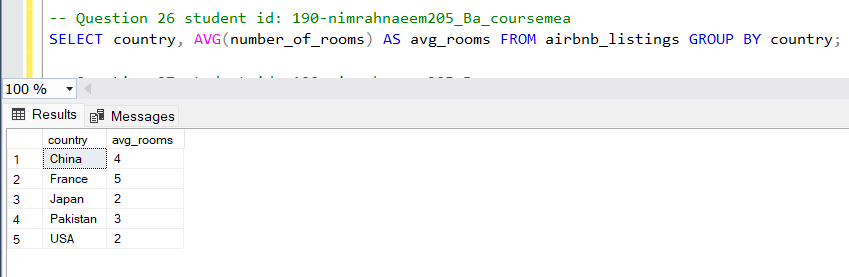 -- Question 26 student id: 190-nimrahnaeem205_Ba_coursemea
SELECT country, AVG(number_of_rooms) AS avg_rooms FROM airbnb_listings GROUP BY country;
100 %
Results Messages
country avg_rooms
1 China 4
2 France 5
3 Japan 2
4 Pakistan 3
5 USA 2